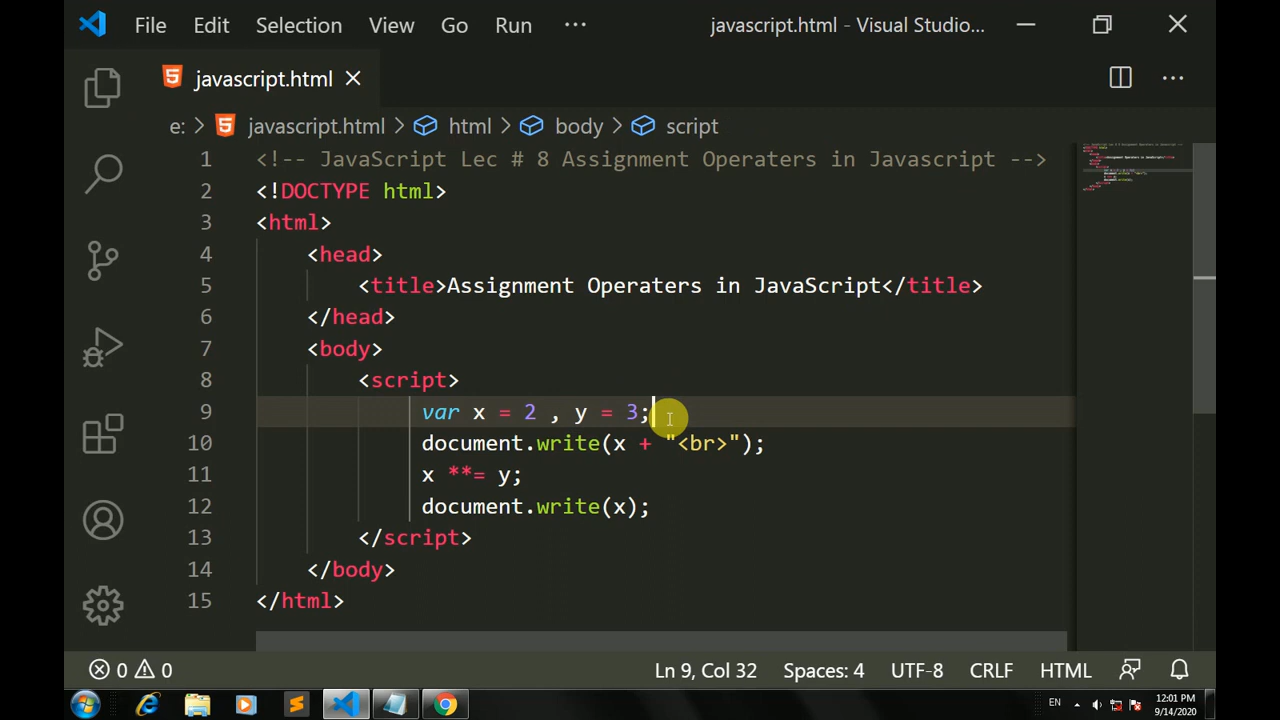 File Edit Selection View Go Run ··· javascript.html - Visual Studio...
javascript.html
e: > javascript.html > html > body > script
1 <!-- JavaScript Lec # 8 Assignment Operaters in Javascript -->
2 <!DOCTYPE html>
3 <html>
4 <head>
5 <title>Assignment Operaters in JavaScript</title>
6 </head>
7 <body>
8 <script>
9 var x = 2 , y = 3;
10 document.write(x + "<br>");
11 x **= y;
12 document.write(x);
13 </script>
14 </body>
15 </html>
0 0 Ln 9, Col 32 Spaces: 4 UTF-8 CRLF HTML
EN 12:01 PM
9/14/2020